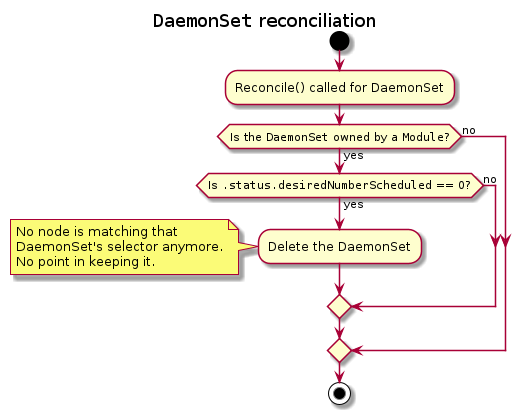 DaemonSet reconciliation
Reconcile() called for DaemonSet
Is the DaemonSet owned by a Module?
no
yes
Is .status.desiredNumberScheduled == 0?
no
yes
No node is matching that
DaemonSet's selector anymore.
No point in keeping it.
Delete the DaemonSet